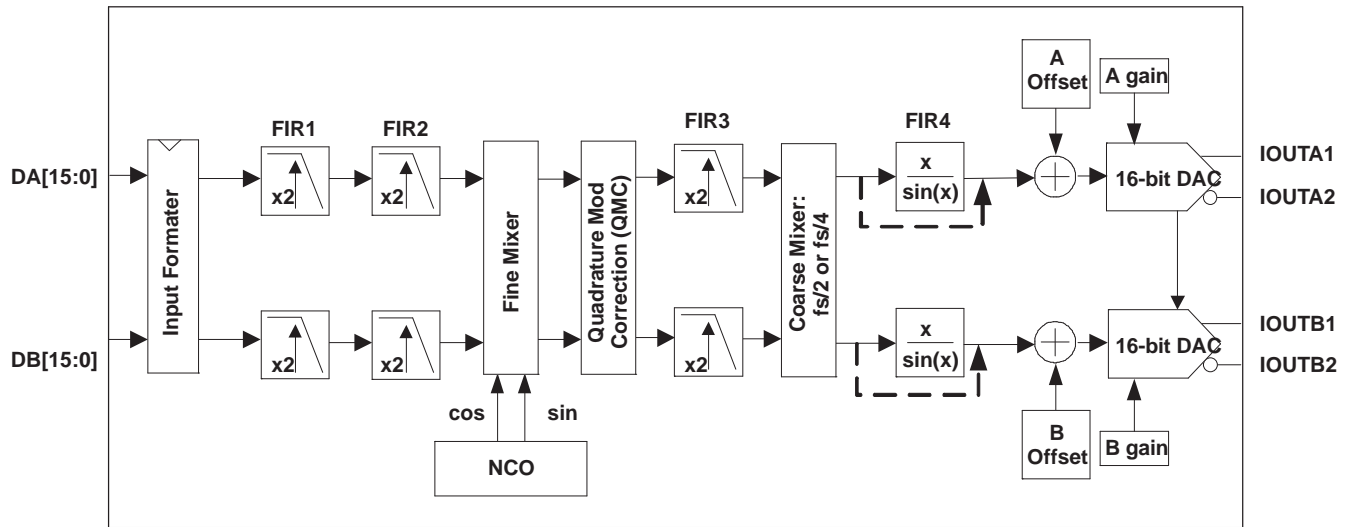 A
Offset
A gain
FIR1
FIR2
FIR3
FIR4
DA[15:0]
x2
x2
x2
x
sin(x)
16-bit DAC
IOUTA1
IOUTA2
Input Formater
Fine Mixer
Quadrature Mod
Correction (QMC)
Coarse Mixer:
fs/2 or fs/4
DB[15:0]
x2
x2
x2
x
sin(x)
16-bit DAC
IOUTB1
IOUTB2
cos
sin
NCO
B
Offset
B gain